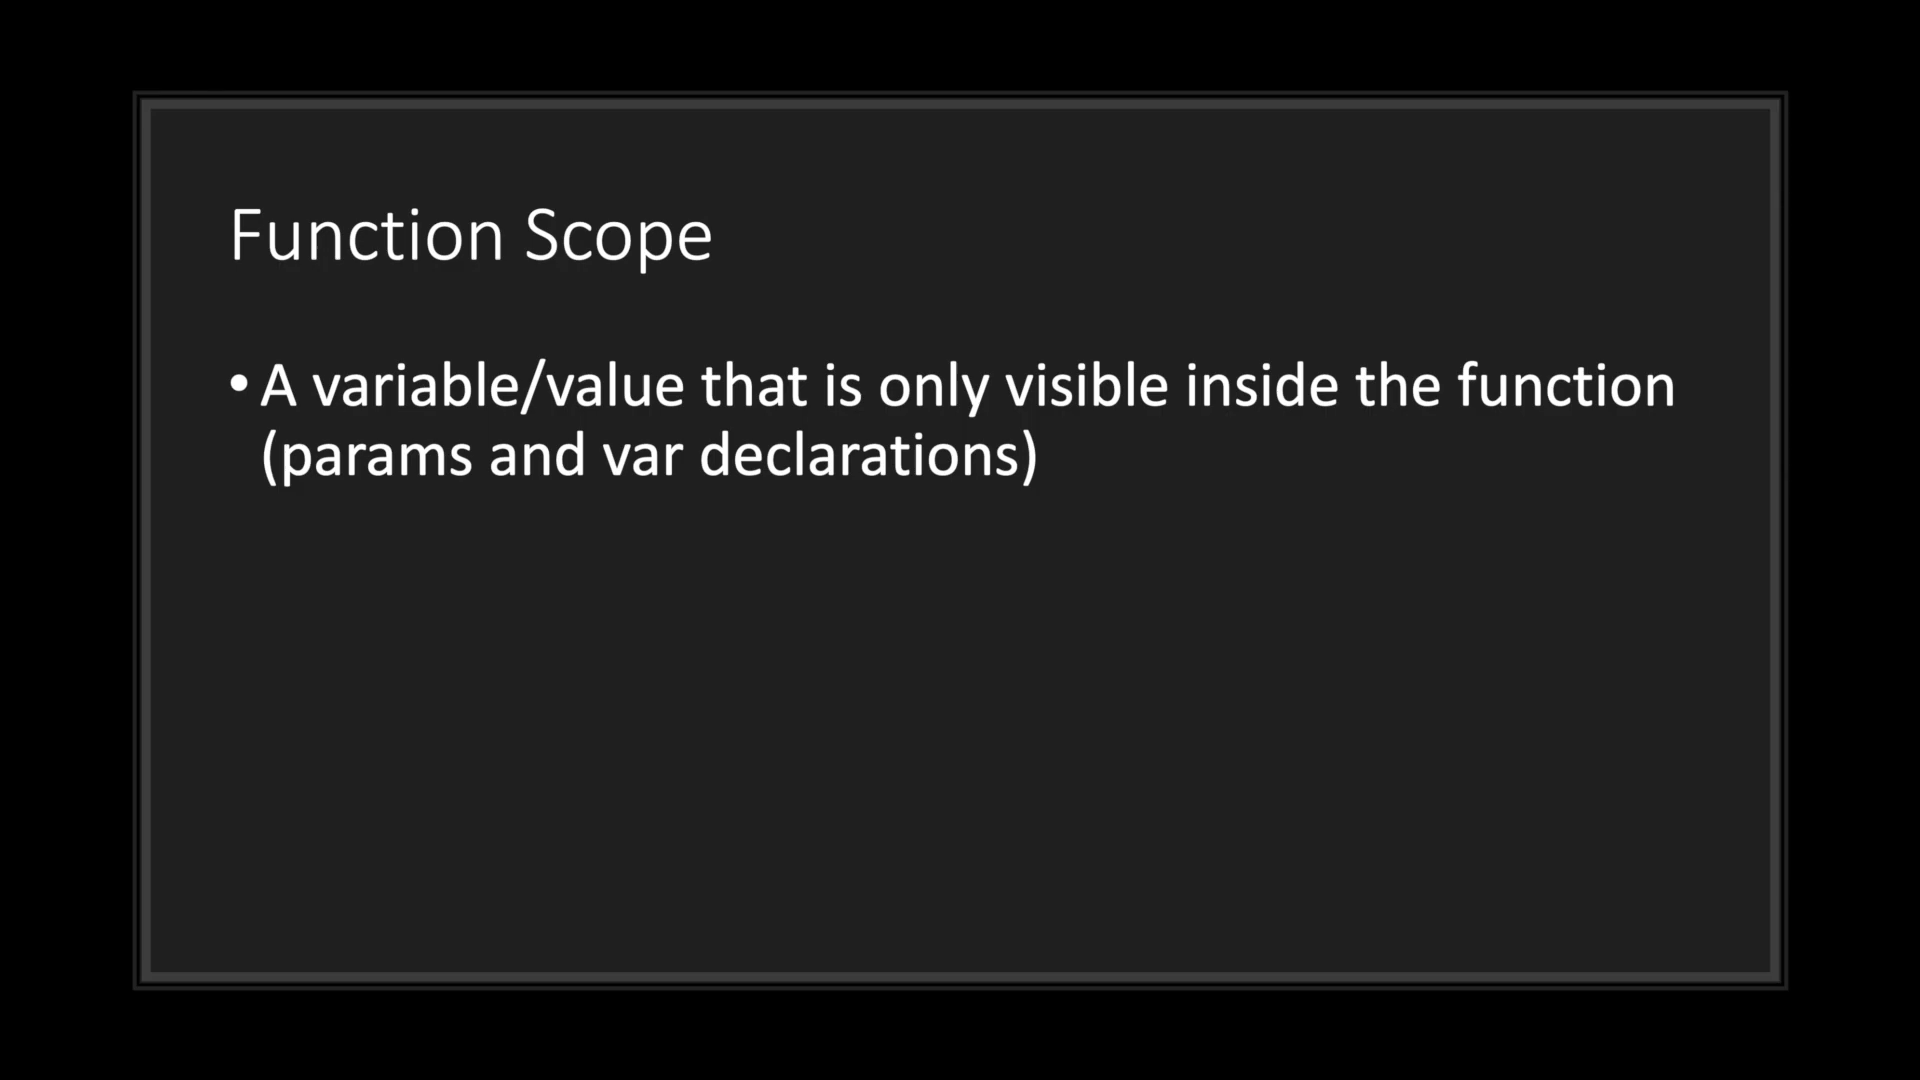 Function Scope
• A variable/value that is only visible inside the function
(params and var declarations)